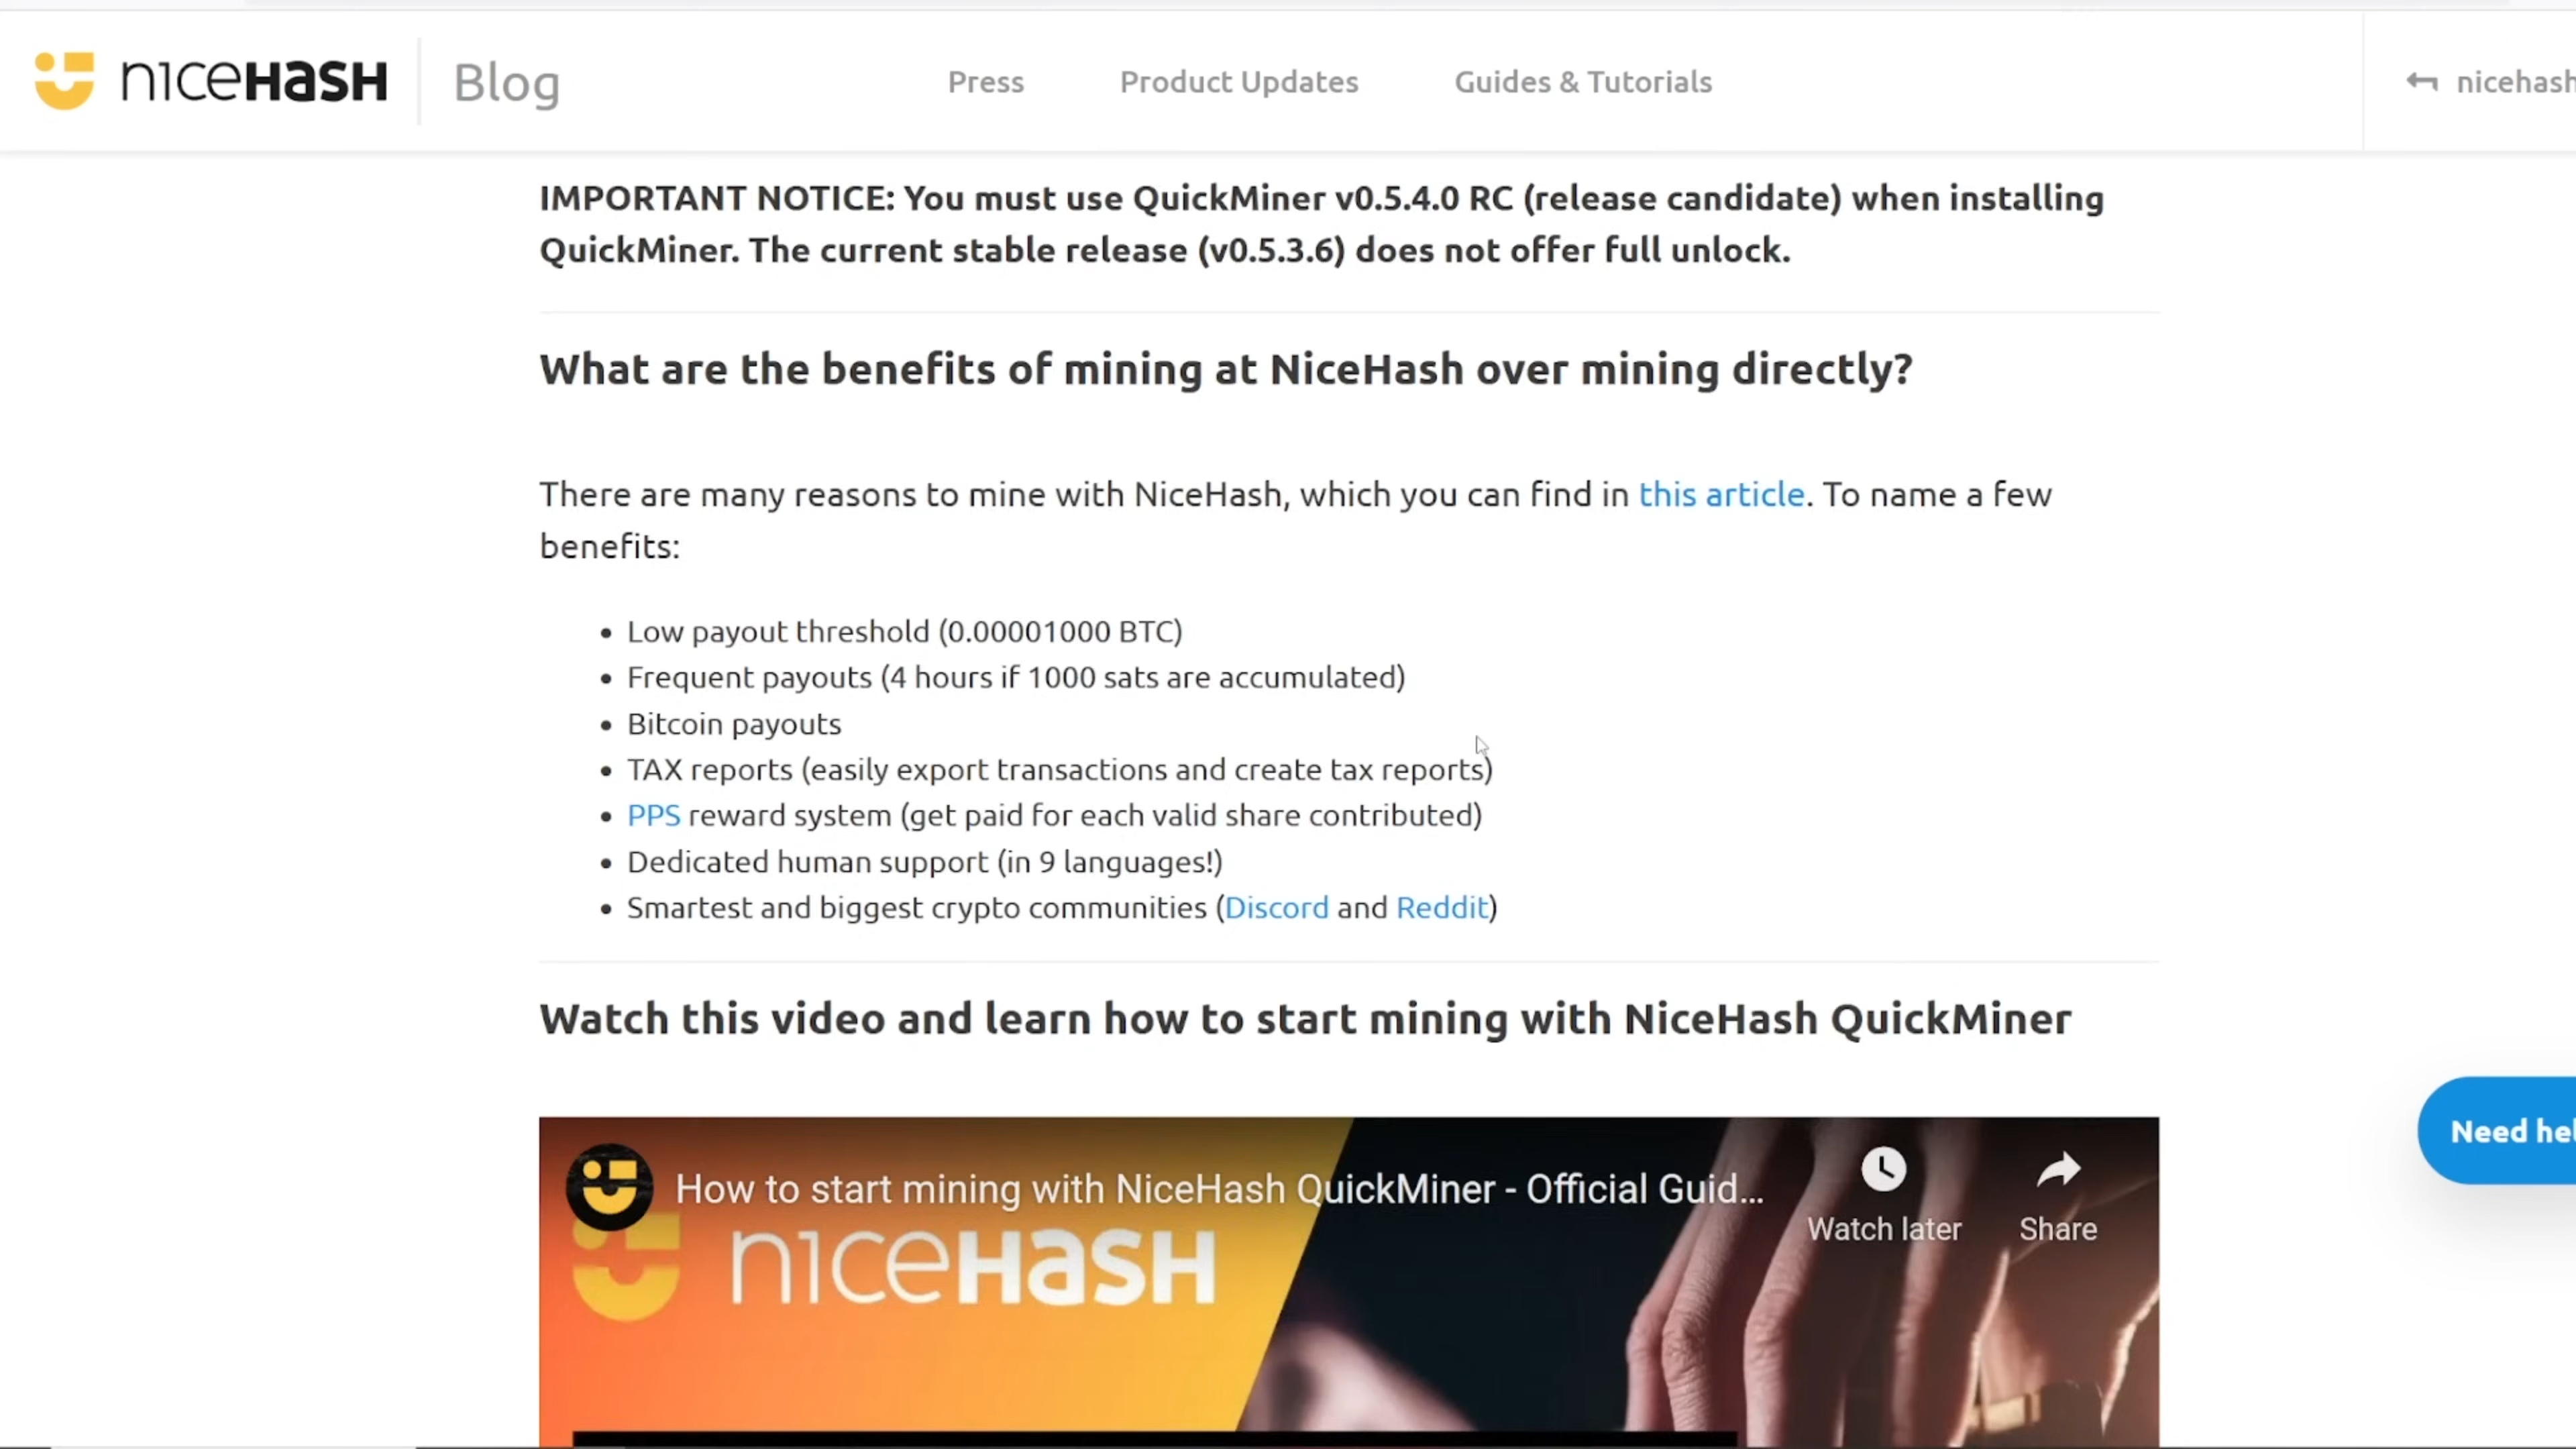 niceHasH
Blog
Press
Product Updates
Guides & Tutorials
nicehash
IMPORTANT NOTICE: You must use QuickMiner v0.5.4.0 RC (release candidate) when installing
QuickMiner. The current stable release (v0.5.3.6) does not offer full unlock.
What are the benefits of mining at NiceHash over mining directly?
There are many reasons to mine with NiceHash, which you can find in this article. To name a few
benefits:
• Low payout threshold (0.00001000 BTC)
• Frequent payouts (4 hours if 1000 sats are accumulated)
• Bitcoin payouts
• TAX reports (easily export transactions and create tax reports)
• PPS reward system (get paid for each valid share contributed)
• Dedicated human support (in 9 languages!)
• Smartest and biggest crypto communities (Discord and Reddit)
Watch this video and learn how to start mining with NiceHash QuickMiner
How to start mining with NiceHash QuickMiner - Official Guid...
Watch later
Share
niceHasH
Need hel